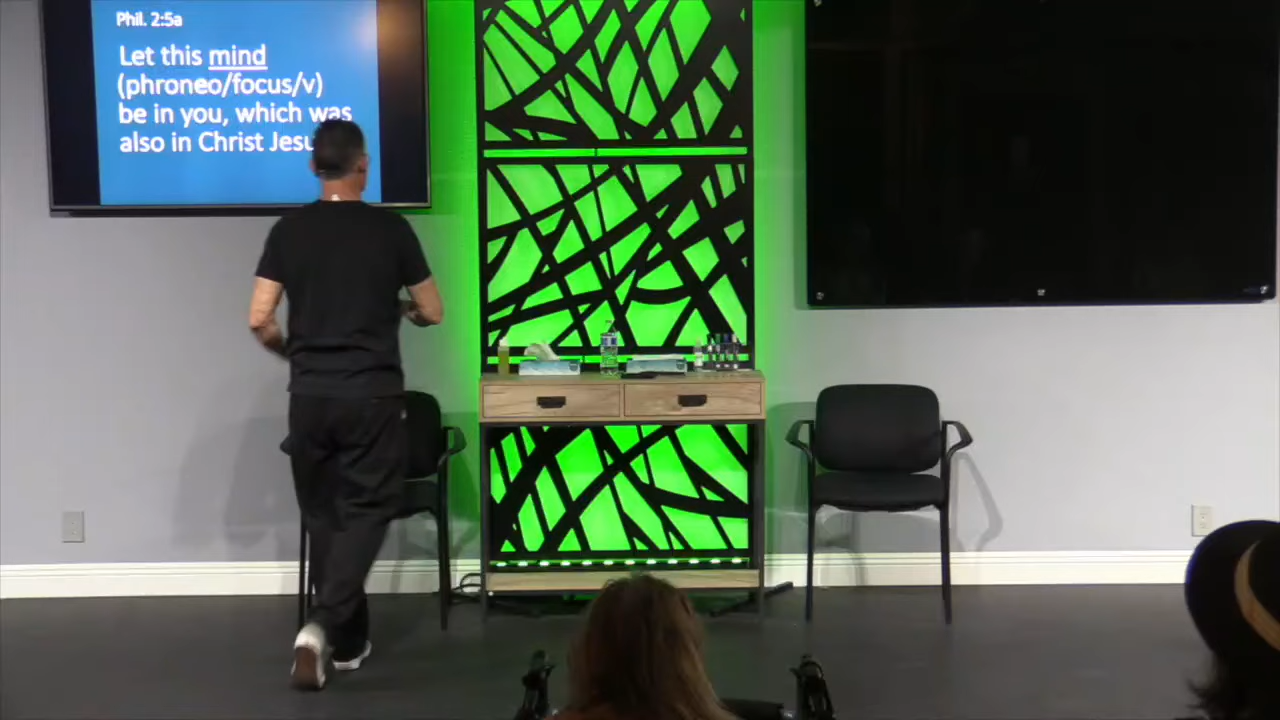 Phil. 2:5a
Let this mind
(phroneo/focus/v)
be in you, which was
also in Christ